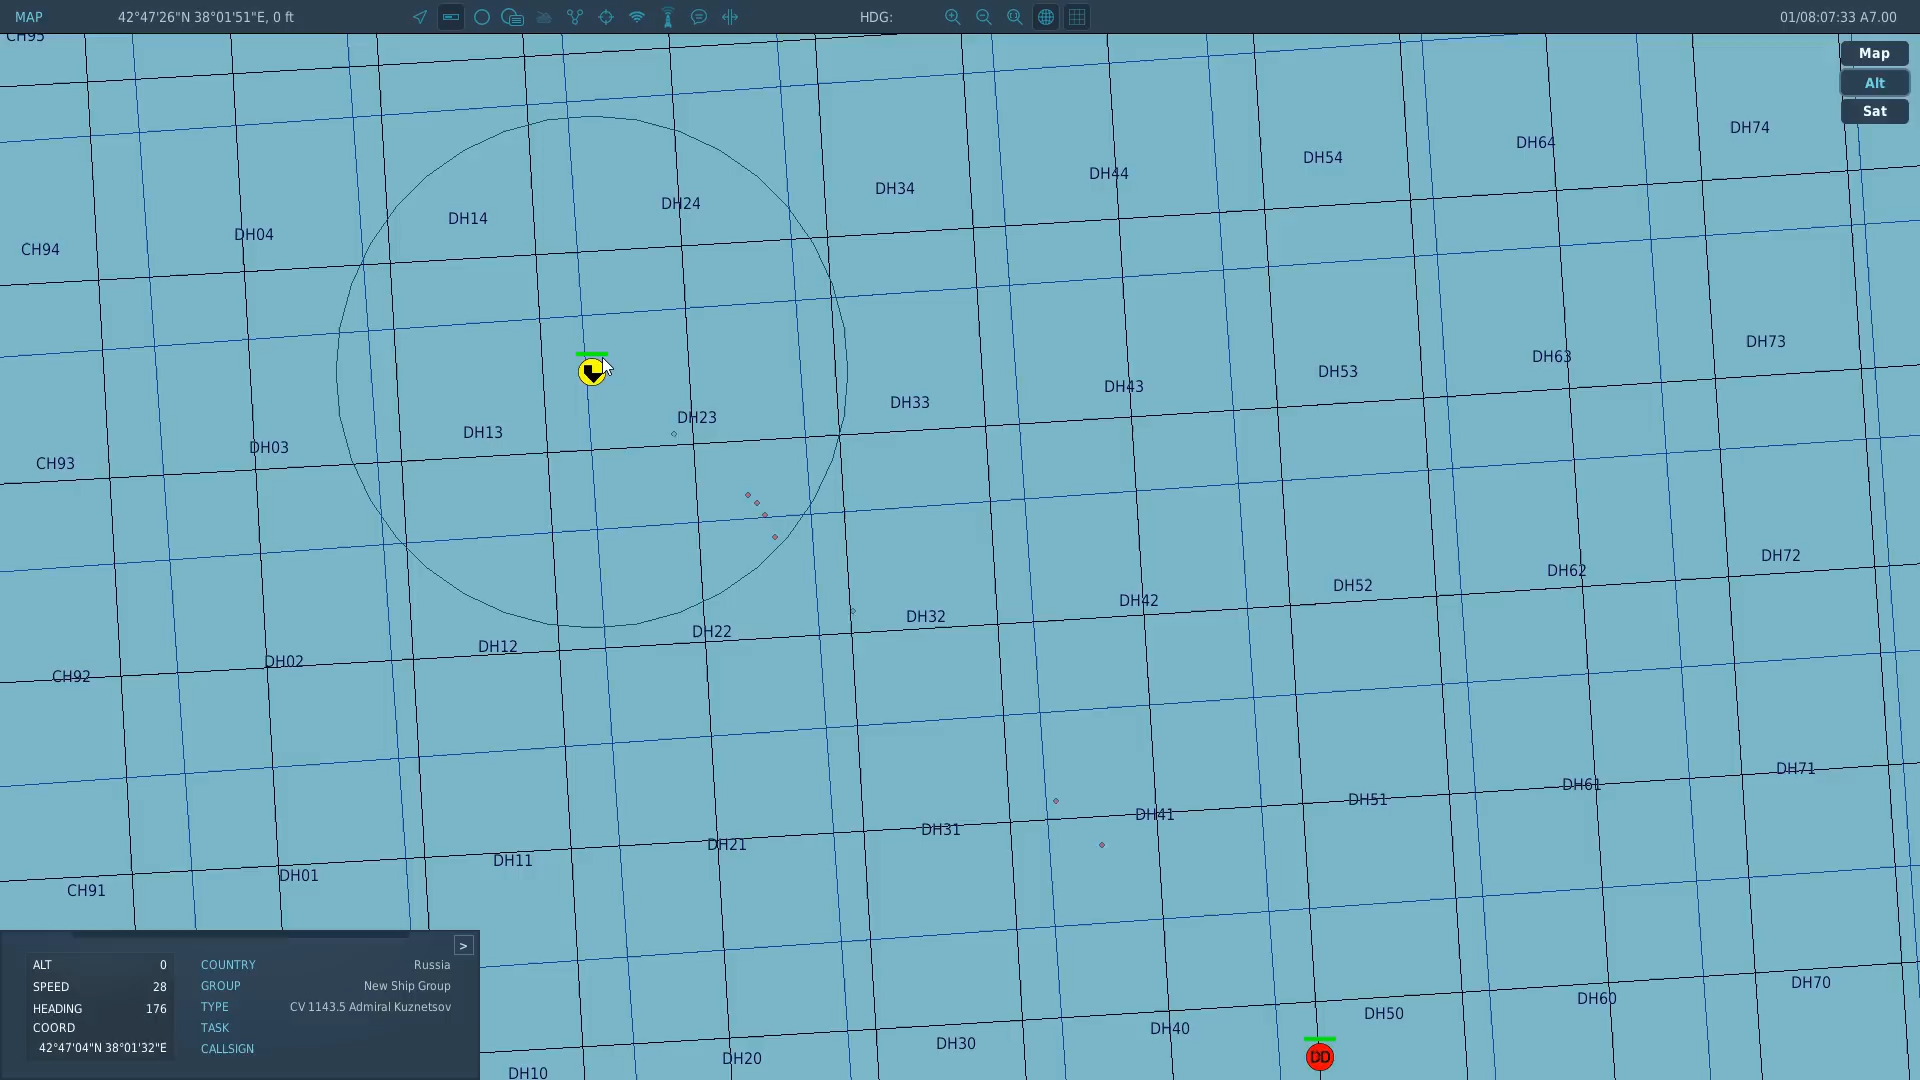 MAP
42°47'26"N 38°01'51"E, 0 ft
HDG:
01/08:07:33 A7.00
CH95
Map
Alt
Sat
DH74
DH64
DH54
DH44
DH34
DH24
DH14
DH04
CH94
DH73
DH63
DH53
DH43
DH33
DH23
DH13
DH03
CH93
DH72
DH62
DH52
DH42
DH32
DH22
DH12
DH02
CH92
DH71
DH61
DH51
DH41
DH31
DH21
DH11
DH01
CH91
DH70
DH60
DH50
DH40
DH30
DH20
DH10
DD
>
ALT 0
SPEED 28
HEADING 176
COORD
42°47'04"N 38°01'32"E
COUNTRY Russia
GROUP New Ship Group
TYPE CV 1143.5 Admiral Kuznetsov
TASK
CALLSIGN